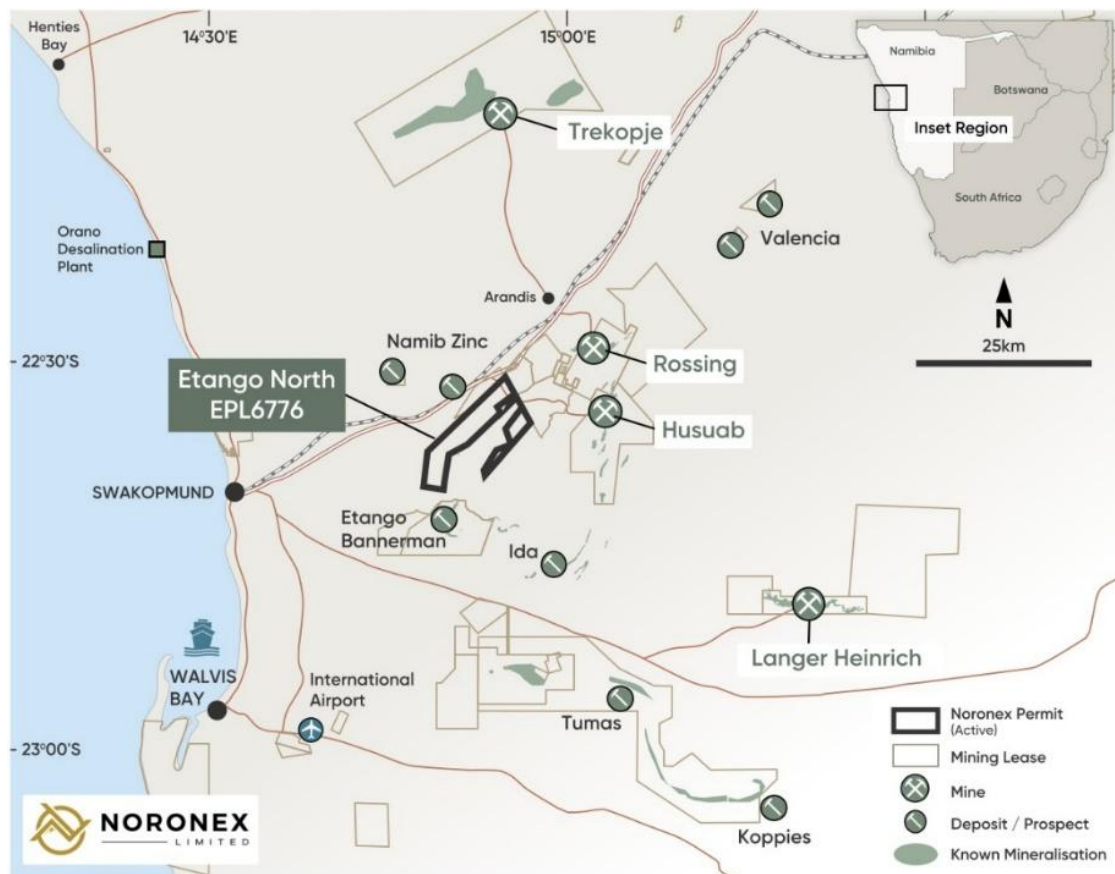 Henties
Bay
14°30'E
15°00'E
Namibia
Botswana
Inset Region
South Africa
Trekopje
Orano
Desalination
Plant
Valencia
Arandis
N
25km
22°30'S
Namib Zinc
Rossing
Etango North
EPL6776
Husuab
SWAKOPMUND
Etango
Bannerman
Ida
Langer Heinrich
WALVIS
BAY
International
Airport
Tumas
23°00'S
Koppies
Noronex Permit
(Active)
Mining Lease
Mine
Deposit / Prospect
Known Mineralisation
NORONEX
LIMITED